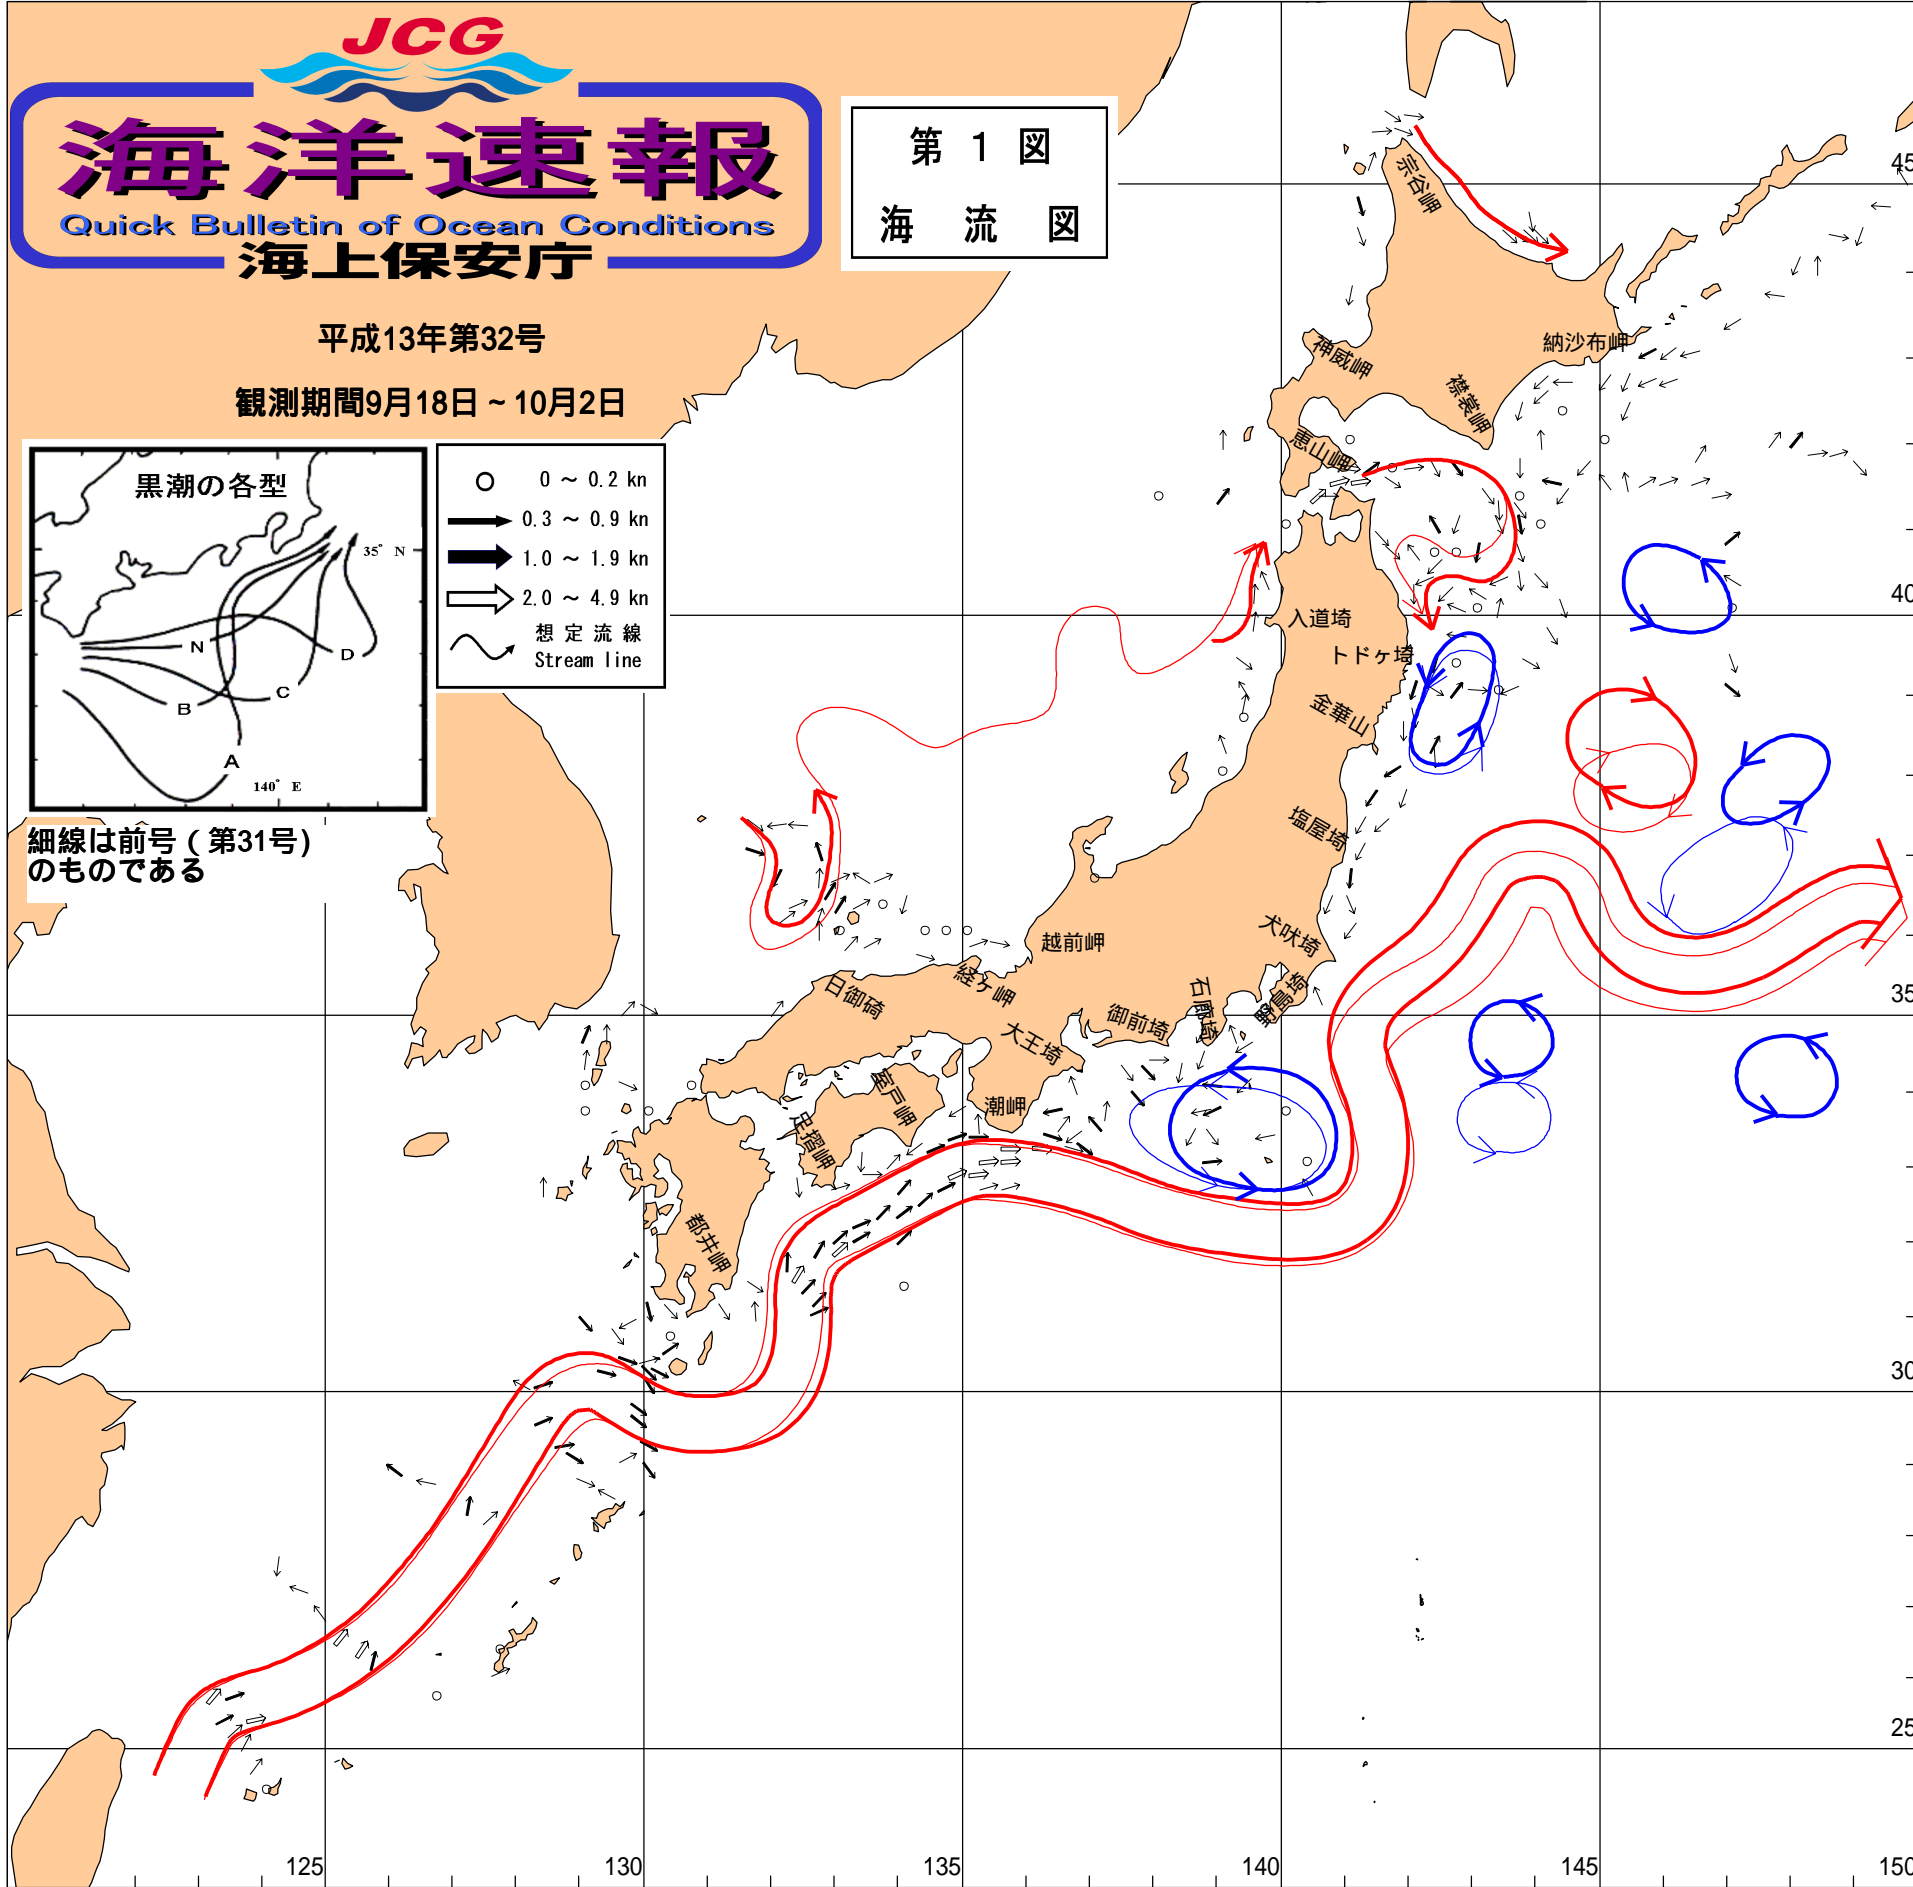 JCG
海洋速報
Quick Bulletin of Ocean Conditions
海上保安庁
平成13年第32号
観測期間9月18日～10月2日
第 1 図
海 流 図
黒潮の各型
35° N
N
D
C
B
A
140° E
0 ～ 0.2 kn
0.3 ～ 0.9 kn
1.0 ～ 1.9 kn
2.0 ～ 4.9 kn
想定流線
Stream line
細線は前号(第31号)
のものである
宗谷岬
納沙布岬
神威岬
襟裳岬
恵山岬
入道埼
トドヶ埼
金華山
塩屋埼
犬吠埼
越前岬
経ヶ岬
日御碕
石廊埼
野島埼
御前埼
大王埼
室戸岬
潮岬
足摺岬
都井岬
45
40
35
30
25
125
130
135
140
145
150